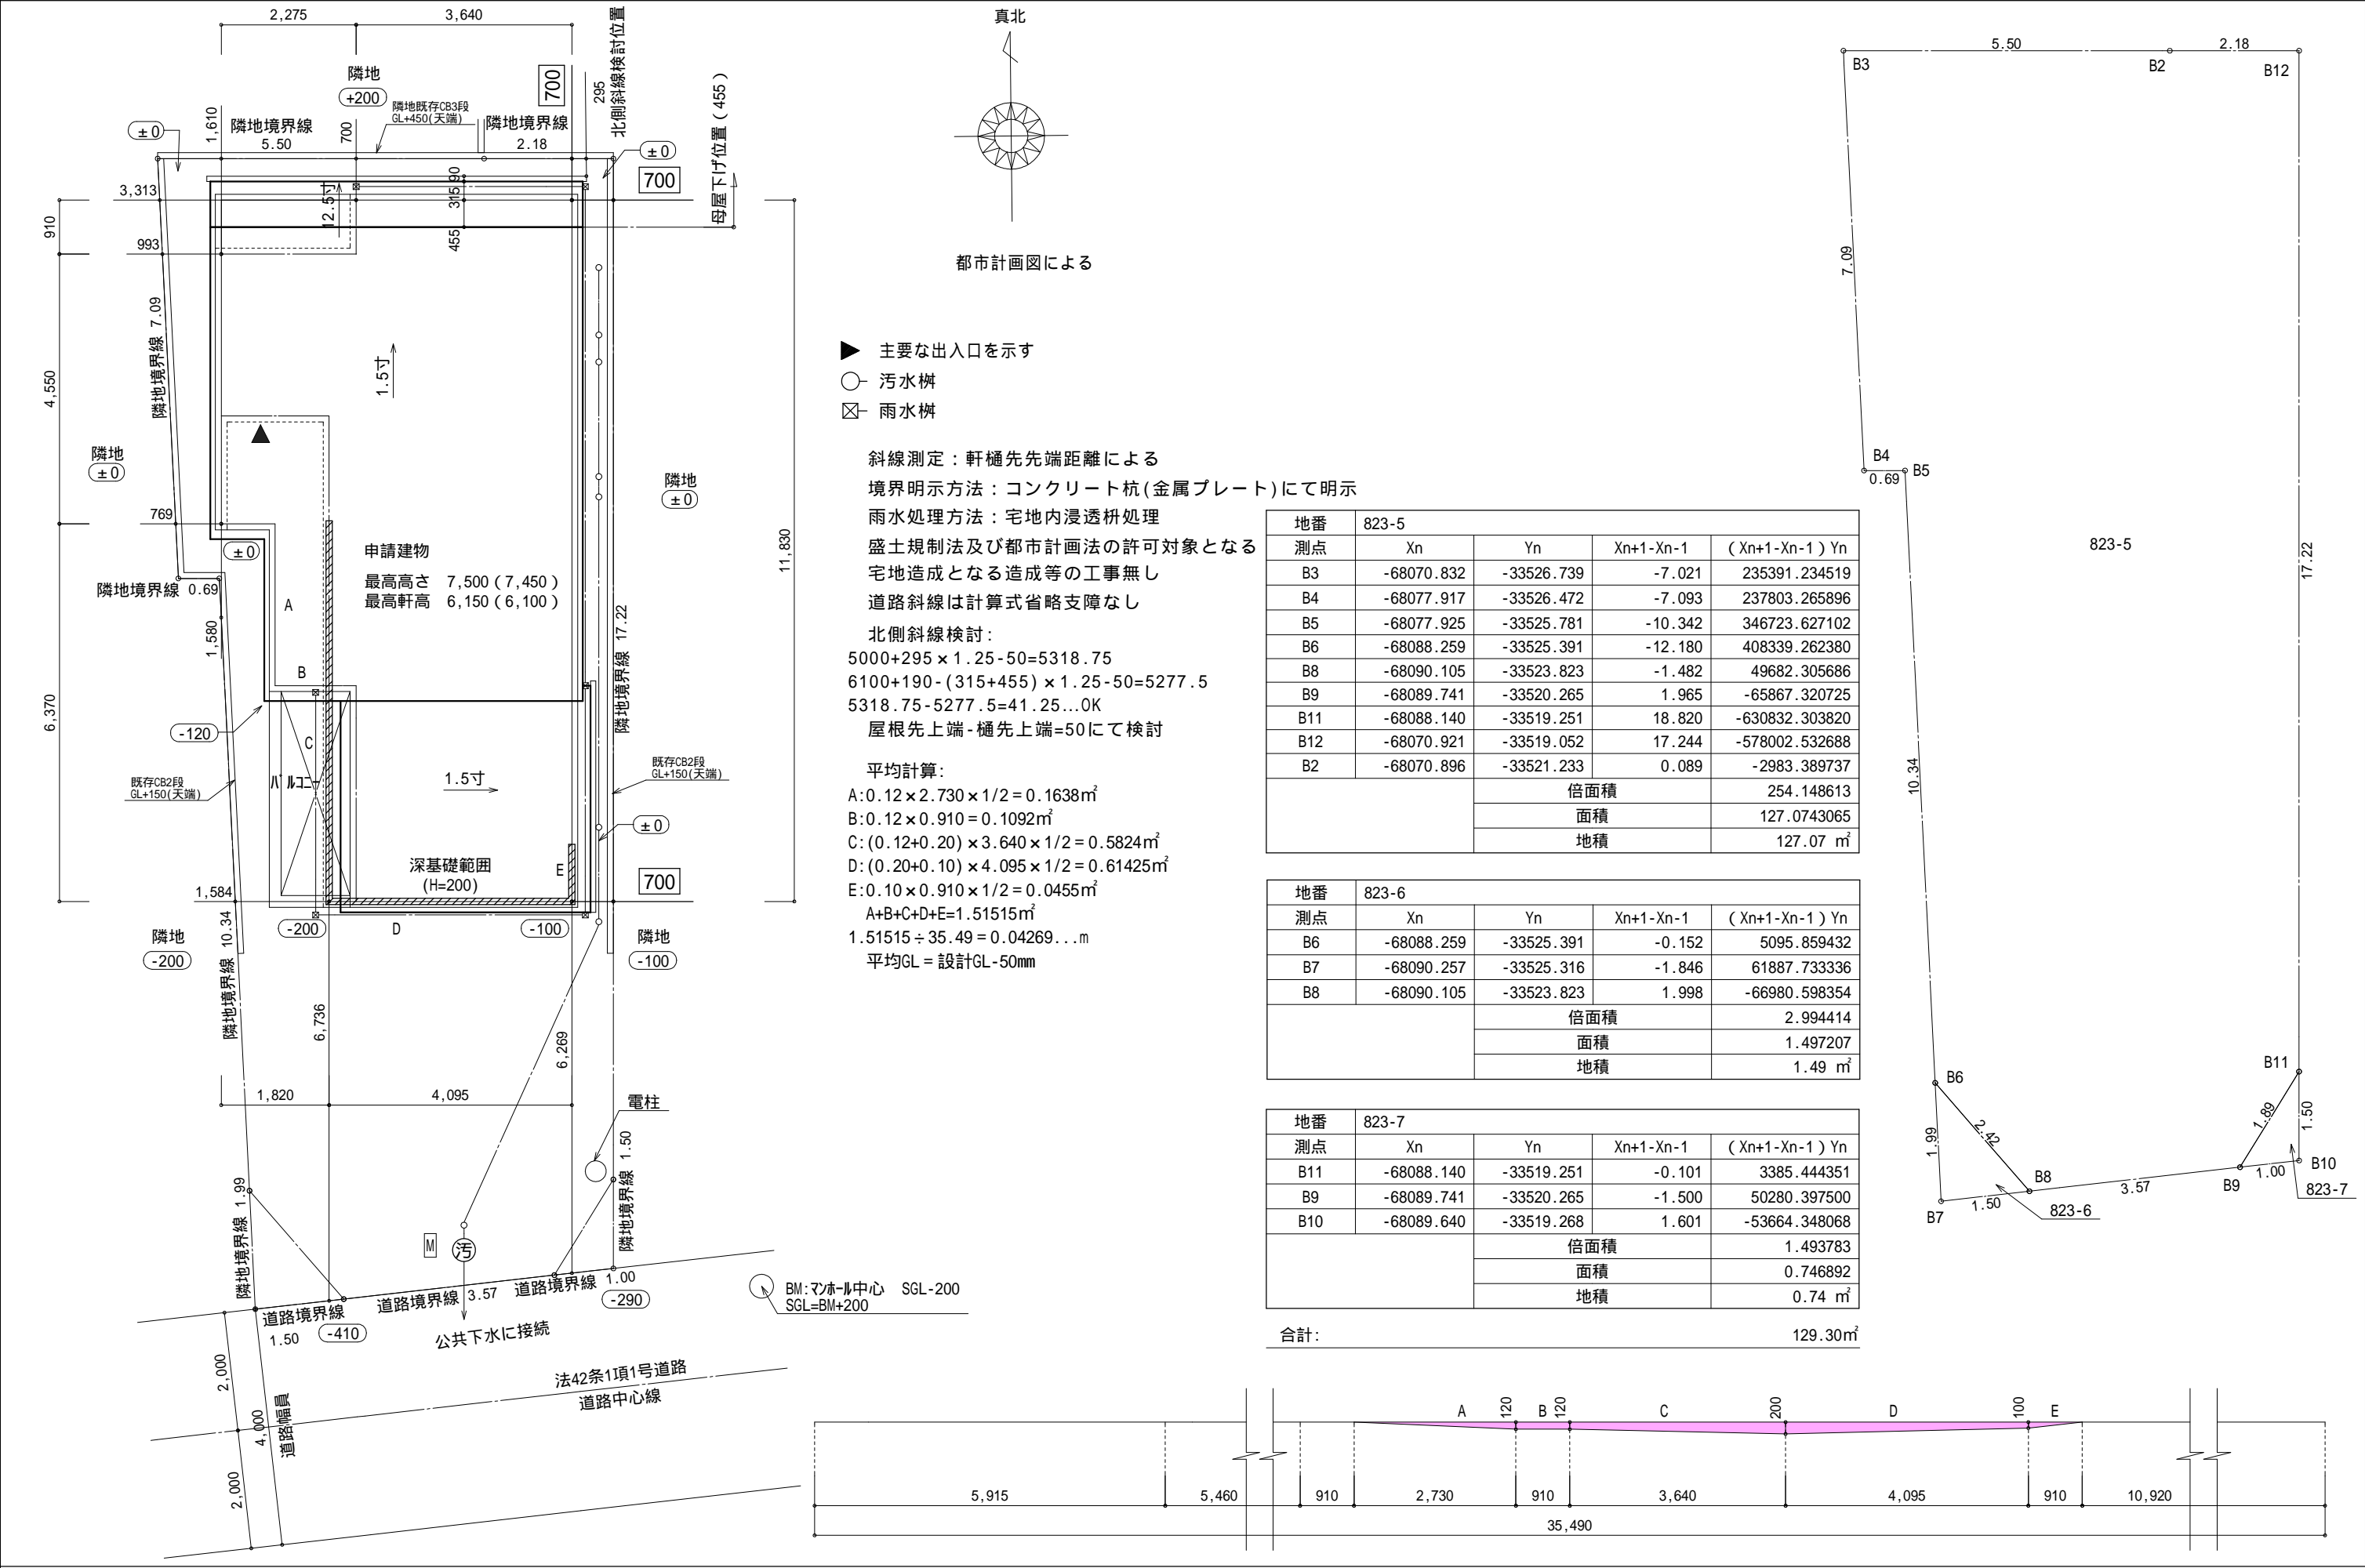 2,275
3,640
1,610
隣地
+200
700
700
295
北側斜線検討位置
母屋下げ位置(455)
隣地既存CB3段
GL+450(天端)
±0
隣地境界線
5.50
隣地境界線
2.18
±0
700
3,313
12.5寸
315
90
455
910
993
4,550
隣地境界線 7.09
1.5寸
隣地
±0
隣地
±0
769
±0
申請建物
最高高さ 7,500(7,450)
最高軒高 6,150(6,100)
隣地境界線 0.69
A
1,580
11,830
隣地境界線 17.22
B
6,370
-120
C
バルコニー
1.5寸
既存CB2段
GL+150(天端)
既存CB2段
GL+150(天端)
±0
深基礎範囲
(H=200)
E
700
1,584
-200
D
-100
隣地
-200
隣地
-100
隣地境界線 10.34
6,736
6,269
1,820
4,095
電柱
隣地境界線 1.50
隣地境界線 1.99
M
汚
道路境界線
1.50
-410
道路境界線 3.57
道路境界線 1.00
-290
公共下水に接続
BM:マンホール中心 SGL-200
SGL=BM+200
2,000
4,000
道路幅員
2,000
法42条1項1号道路
道路中心線
真北
都市計画図による
主要な出入口を示す
汚水桝
雨水桝
斜線測定:軒樋先先端距離による
境界明示方法:コンクリート杭(金属プレート)にて明示
雨水処理方法:宅地内浸透枡処理
盛土規制法及び都市計画法の許可対象となる
宅地造成となる造成等の工事無し
道路斜線は計算式省略支障なし
北側斜線検討:
5000+295×1.25-50=5318.75
6100+190-(315+455)×1.25-50=5277.5
5318.75-5277.5=41.25...OK
屋根先上端-樋先上端=50にて検討
平均計算:
A:0.12×2.730×1/2=0.1638㎡
B:0.12×0.910=0.1092㎡
C:(0.12+0.20)×3.640×1/2=0.5824㎡
D:(0.20+0.10)×4.095×1/2=0.61425㎡
E:0.10×0.910×1/2=0.0455㎡
A+B+C+D+E=1.51515㎡
1.51515÷35.49=0.04269...m
平均GL=設計GL-50mm
地番 823-5
測点 Xn Yn Xn+1-Xn-1 (Xn+1-Xn-1)Yn
B3 -68070.832 -33526.739 -7.021 235391.234519
B4 -68077.917 -33526.472 -7.093 237803.265896
B5 -68077.925 -33525.781 -10.342 346723.627102
B6 -68088.259 -33525.391 -12.180 408339.262380
B8 -68090.105 -33523.823 -1.482 49682.305686
B9 -68089.741 -33520.265 1.965 -65867.320725
B11 -68088.140 -33519.251 18.820 -630832.303820
B12 -68070.921 -33519.052 17.244 -578002.532688
B2 -68070.896 -33521.233 0.089 -2983.389737
倍面積 254.148613
面積 127.0743065
地積 127.07 ㎡
地番 823-6
測点 Xn Yn Xn+1-Xn-1 (Xn+1-Xn-1)Yn
B6 -68088.259 -33525.391 -0.152 5095.859432
B7 -68090.257 -33525.316 -1.846 61887.733336
B8 -68090.105 -33523.823 1.998 -66980.598354
倍面積 2.994414
面積 1.497207
地積 1.49 ㎡
地番 823-7
測点 Xn Yn Xn+1-Xn-1 (Xn+1-Xn-1)Yn
B11 -68088.140 -33519.251 -0.101 3385.444351
B9 -68089.741 -33520.265 -1.500 50280.397500
B10 -68089.640 -33519.268 1.601 -53664.348068
倍面積 1.493783
面積 0.746892
地積 0.74 ㎡
合計: 129.30㎡
5.50
2.18
B3
B2
B12
7.09
B4
0.69
B5
823-5
17.22
10.34
B6
B11
1.99
2.42
1.89
1.50
B7
1.50
B8
3.57
B9
1.00
B10
823-6
823-7
A
120
B
120
C
200
D
100
E
5,915
5,460
910
2,730
910
3,640
4,095
910
10,920
35,490